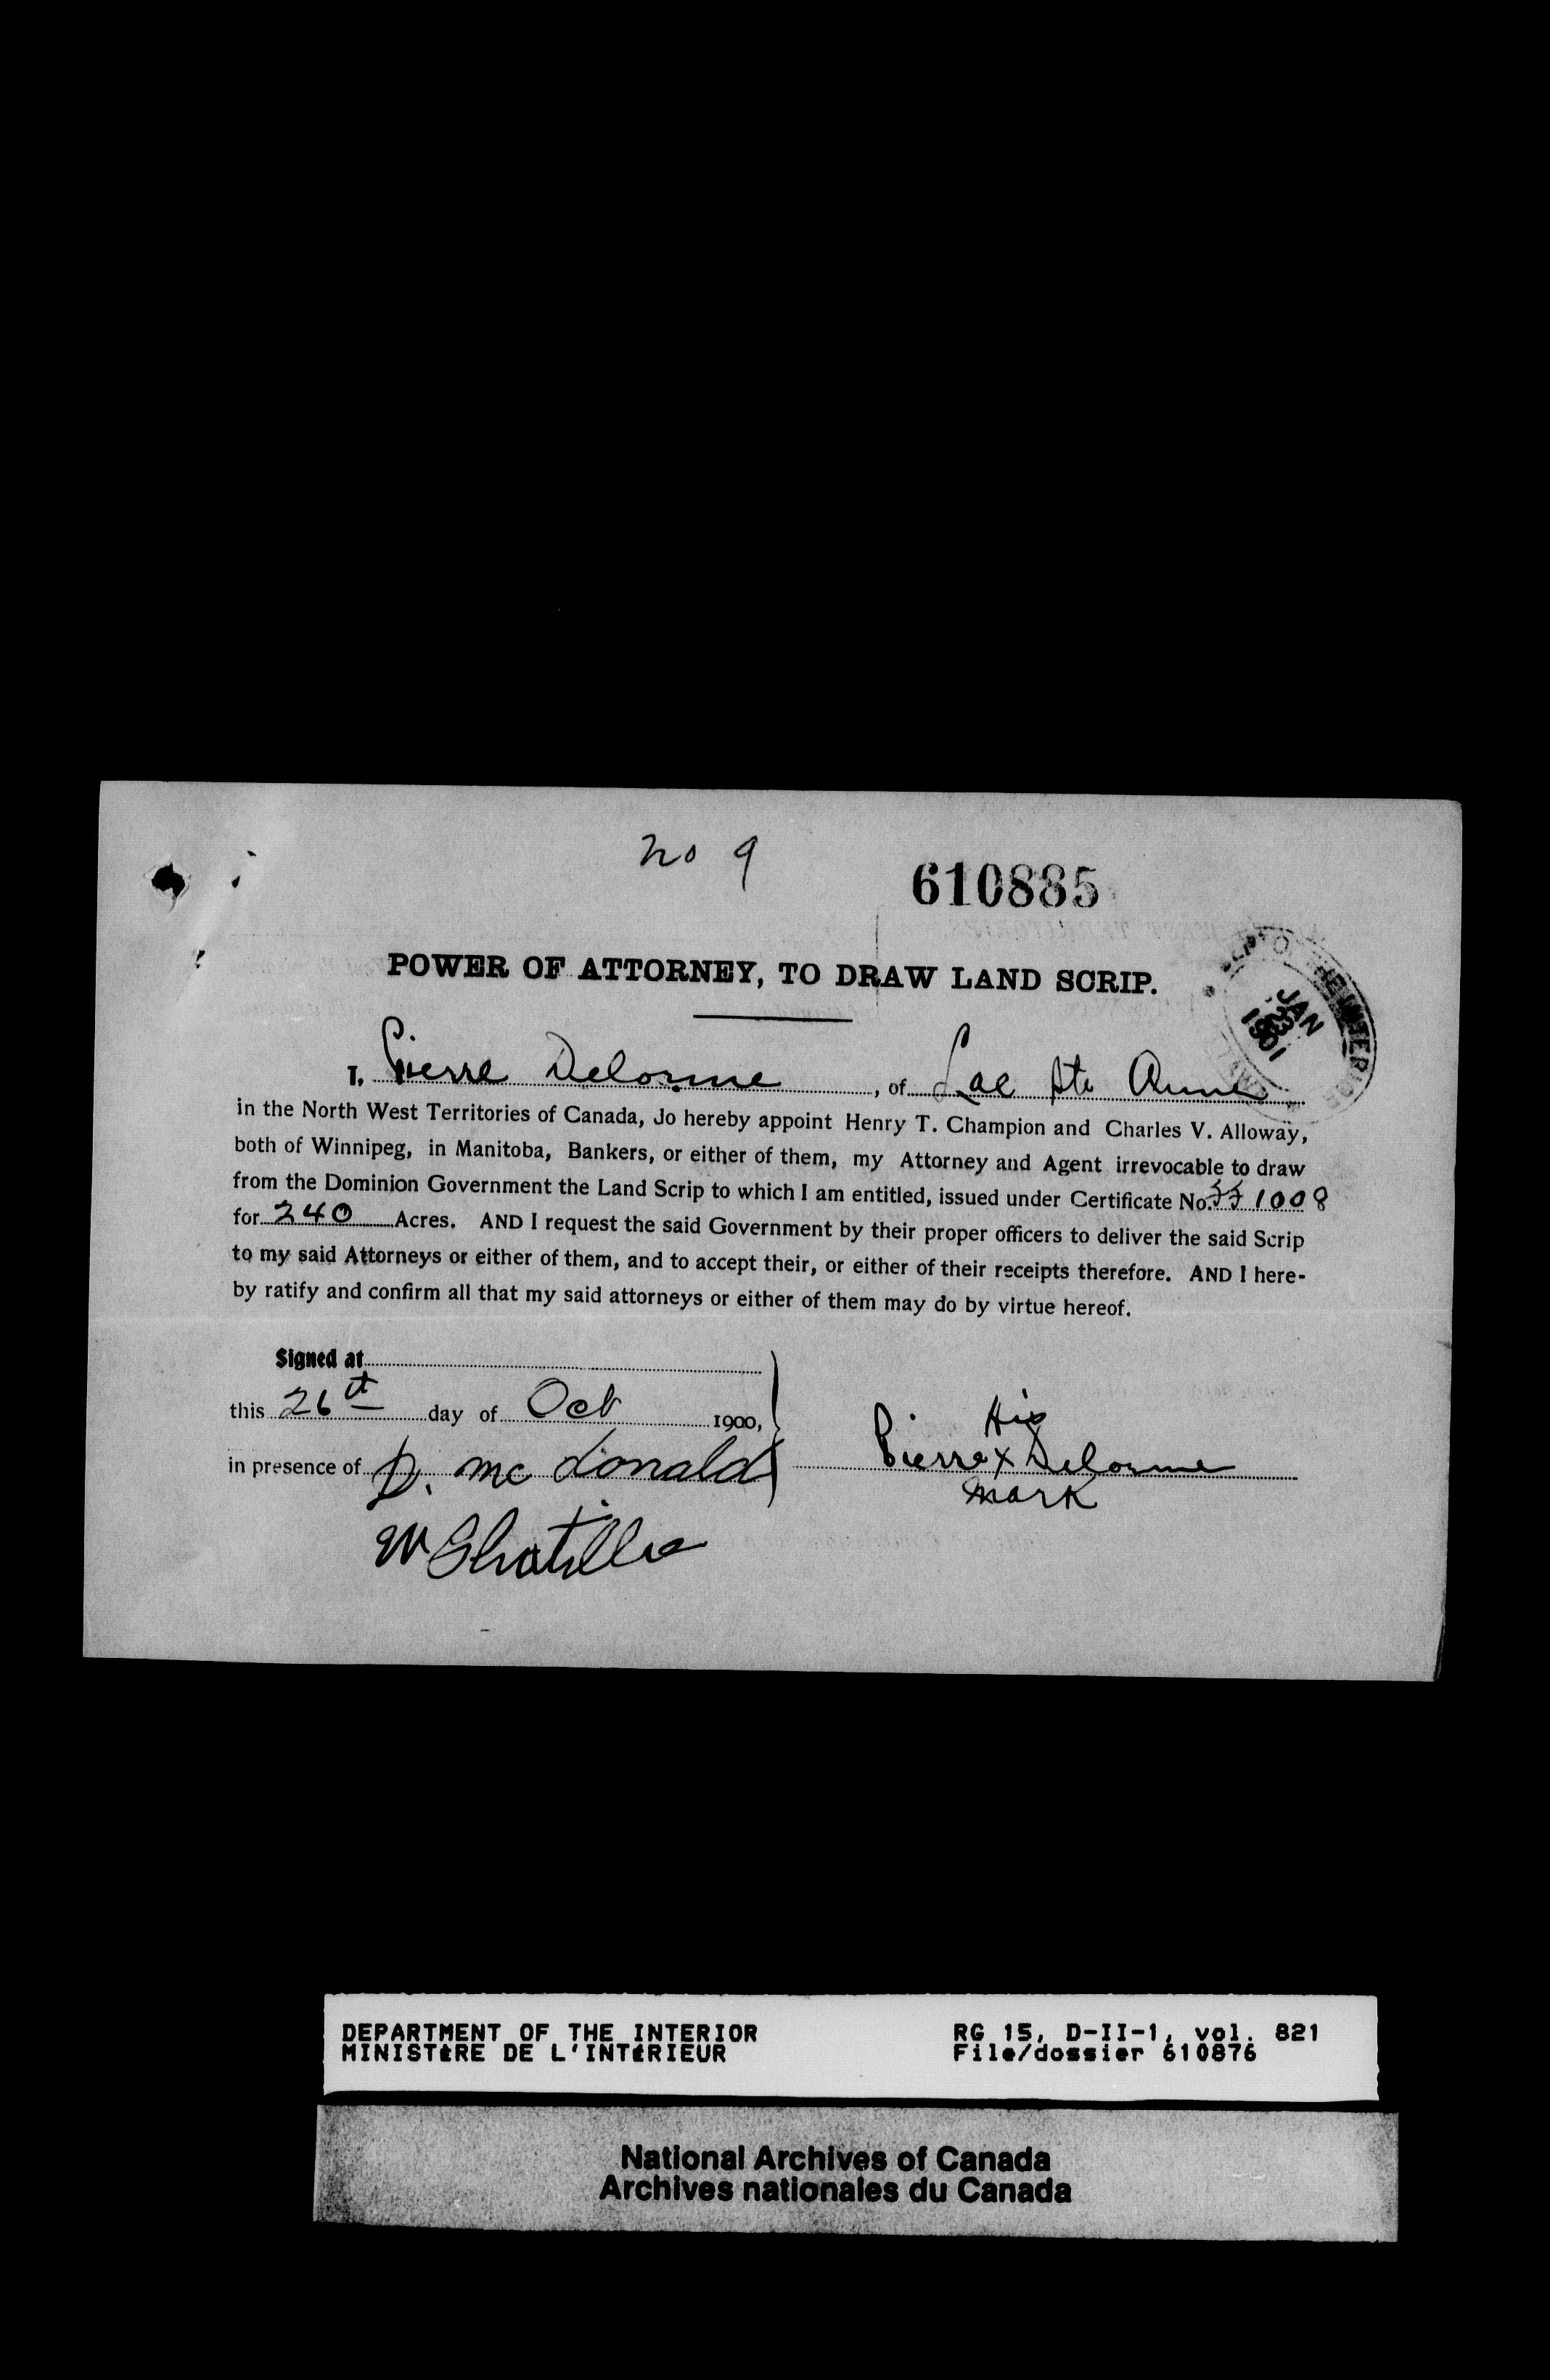 no 9
610885
POWER OF ATTORNEY, TO DRAW LAND SCRIP.
JAN
23
1901
I, Pierre Delorme, of Lac Ste Anne
in the North West Territories of Canada, Jo hereby appoint Henry T. Champion and Charles V. Alloway,
both of Winnipeg, in Manitoba, Bankers, or either of them, my Attorney and Agent irrevocable to draw
from the Dominion Government the Land Scrip to which I am entitled, issued under Certificate No. 1008
for 240 Acres. AND I request the said Government by their proper officers to deliver the said Scrip
to my said Attorneys or either of them, and to accept their, or either of their receipts therefore. AND I here-
by ratify and confirm all that my said attorneys or either of them may do by virtue hereof.
Signed at
this 26th day of Oct 1900,
in presence of D. Mc Donald
His
Pierre x Delorme
mark
DEPARTMENT OF THE INTERIOR RG 15, D-II-1, vol. 821
MINISTÈRE DE L'INTÉRIEUR File/dossier 610876
National Archives of Canada
Archives nationales du Canada